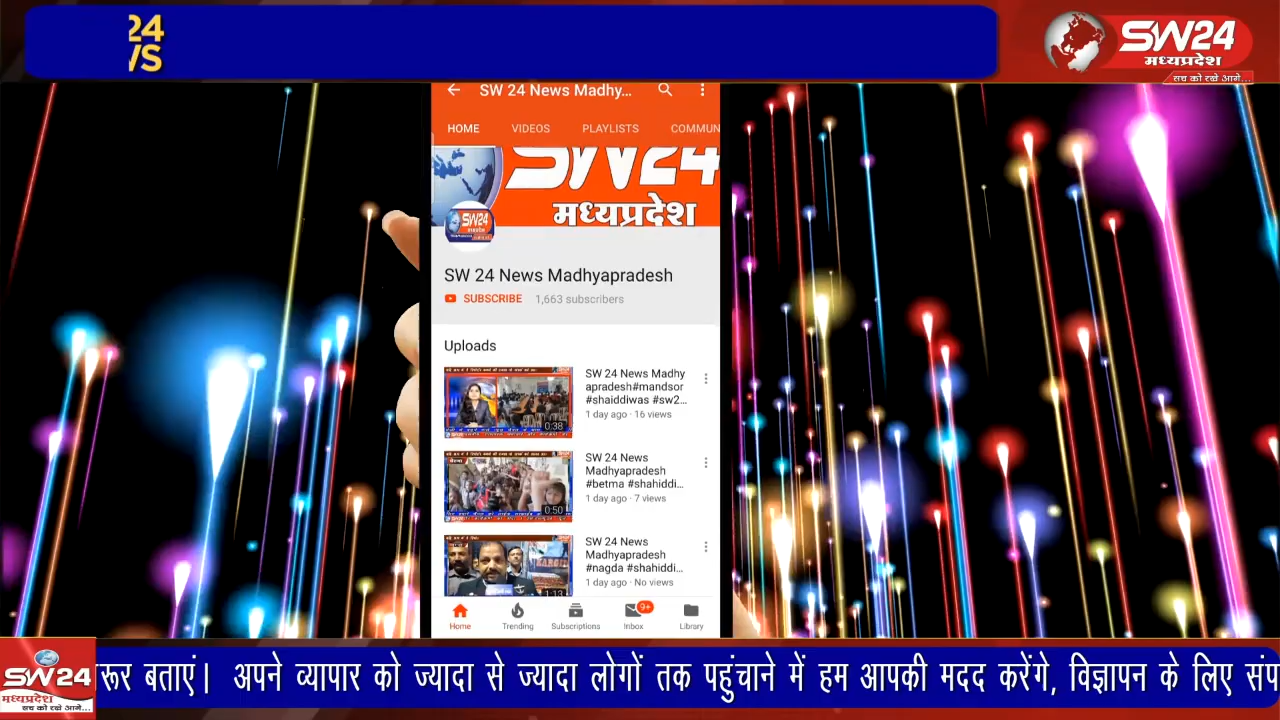 24
VS
SW24
मध्यप्रदेश
सच को रखे आगे...
SW 24 News Madhy...
HOME VIDEOS PLAYLISTS COMMUN
SW24
मध्यप्रदेश
SW24
SW 24 News Madhyapradesh
SUBSCRIBE 1,663 subscribers
Uploads
SW 24 News Madhy
apradesh#mandsor
#shaiddiwas #sw2...
1 day ago · 16 views
0:38
SW 24 News
Madhyapradesh
#betma #shahiddi...
1 day ago · 7 views
0:50
SW 24 News
Madhyapradesh
#nagda #shahiddi...
1 day ago · No views
1:13
9+
Home Trending Subscriptions Inbox Library
SW24
मध्यप्रदेश
सच को रखे आगे...
रूर बताएं। अपने व्यापार को ज्यादा से ज्यादा लोगों तक पहुंचाने में हम आपकी मदद करेंगे, विज्ञापन के लिए संप